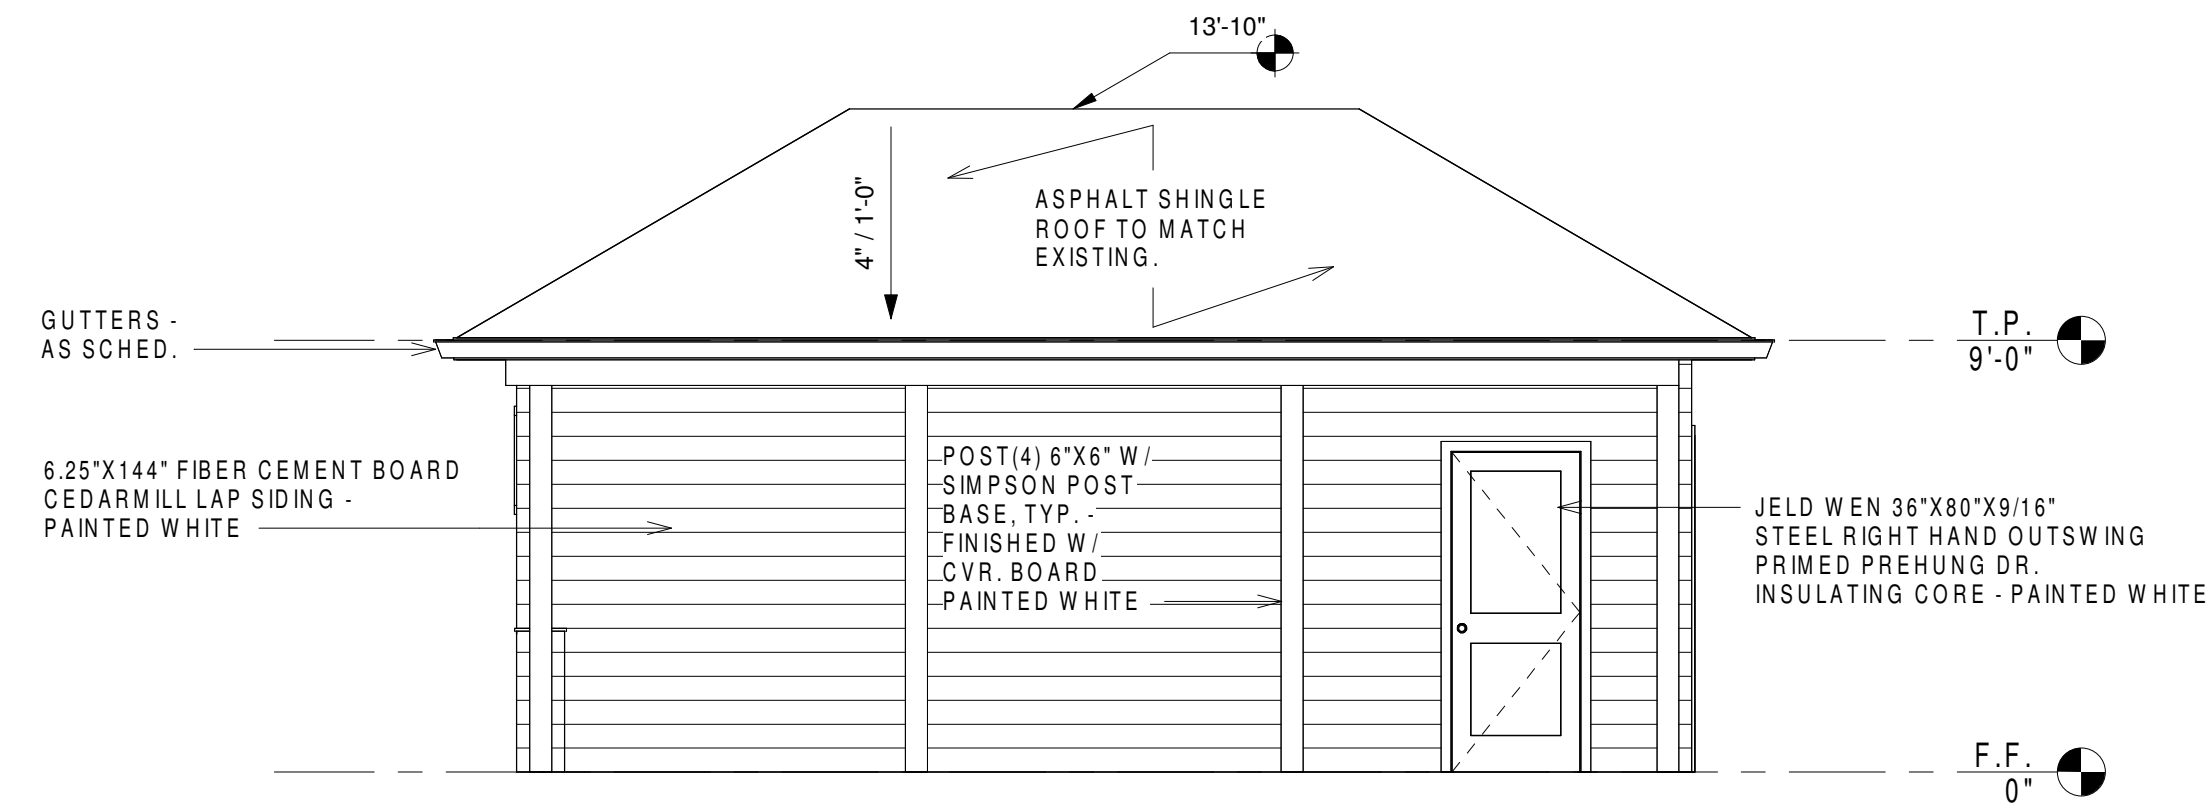 13'-10"
4" / 1'-0"
ASPHALT SHINGLE
ROOF TO MATCH
EXISTING.
GUTTERS -
AS SCHED.
T.P.
9'-0"
6.25"X144" FIBER CEMENT BOARD
CEDARMILL LAP SIDING -
PAINTED WHITE
POST(4) 6"X6" W/
SIMPSON POST
BASE, TYP. -
FINISHED W/
CVR. BOARD
PAINTED WHITE
JELD WEN 36"X80"X9/16"
STEEL RIGHT HAND OUTSWING
PRIMED PREHUNG DR.
INSULATING CORE - PAINTED WHITE
F.F.
0"